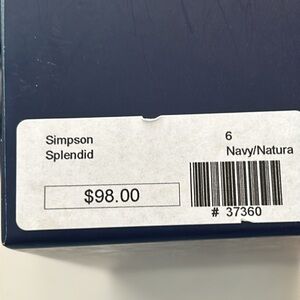 Simpson 6
Splendid Navy/Natura
$98.00
# 37360